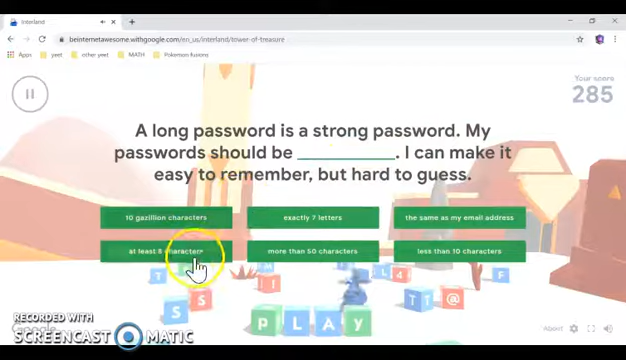 Interland
beinternetawesome.withgoogle.com/en_us/interland/tower-of-treasure
Apps yeet other yeet MATH Pokemon fusions
Your score
285
A long password is a strong password. My
passwords should be ____________. I can make it
easy to remember, but hard to guess.
10 gazillion characters exactly 7 letters the same as my email address
at least 8 characters more than 50 characters less than 10 characters
PLAY
RECORDED WITH
SCREENCAST MATIC
Google
About